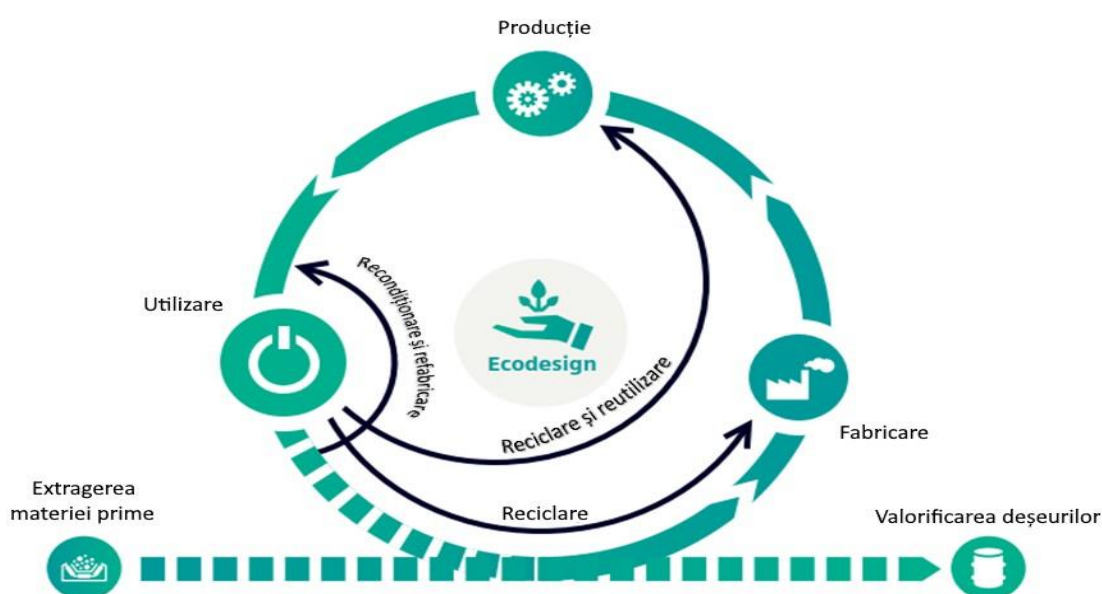 Producție
Utilizare
Recondiționare și refabricare
Ecodesign
Reciclare și reutilizare
Fabricare
Extragerea
materiei prime
Reciclare
Valorificarea deșeurilor